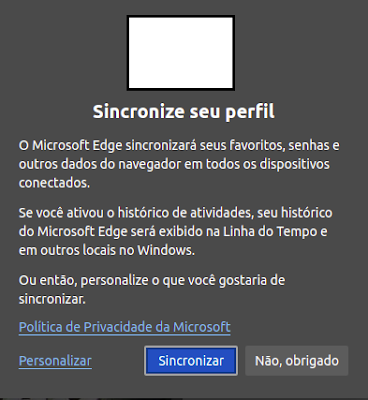 Sincronize seu perfil
O Microsoft Edge sincronizará seus favoritos, senhas e
outros dados do navegador em todos os dispositivos
conectados.
Se você ativou o histórico de atividades, seu histórico
do Microsoft Edge será exibido na Linha do Tempo e
em outros locais no Windows.
Ou então, personalize o que você gostaria de
sincronizar.
Política de Privacidade da Microsoft
Personalizar Sincronizar Não, obrigado